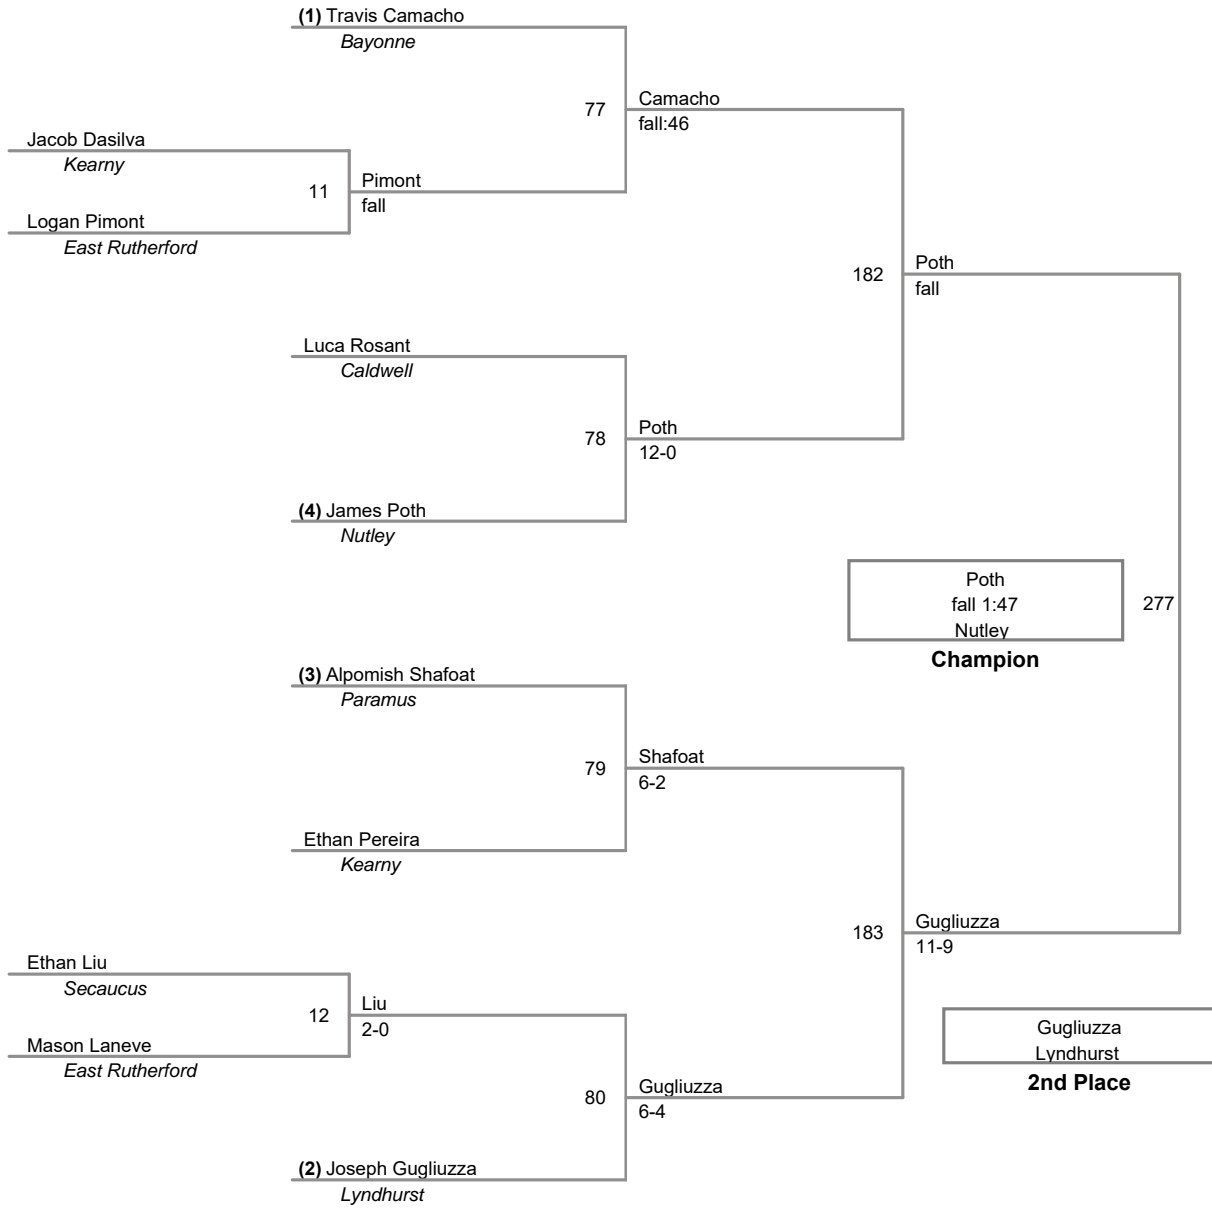 (1) Travis Camacho
Bayonne
77
Camacho
fall:46
Jacob Dasilva
Kearny
11
Pimont
fall
Logan Pimont
East Rutherford
182
Poth
fall
Luca Rosant
Caldwell
78
Poth
12-0
(4) James Poth
Nutley
Poth
fall 1:47
Nutley
Champion
277
(3) Alpomish Shafoat
Paramus
79
Shafoat
6-2
Ethan Pereira
Kearny
183
Gugliuzza
11-9
Ethan Liu
Secaucus
12
Liu
2-0
Mason Laneve
East Rutherford
Gugliuzza
Lyndhurst
2nd Place
80
Gugliuzza
6-4
(2) Joseph Gugliuzza
Lyndhurst